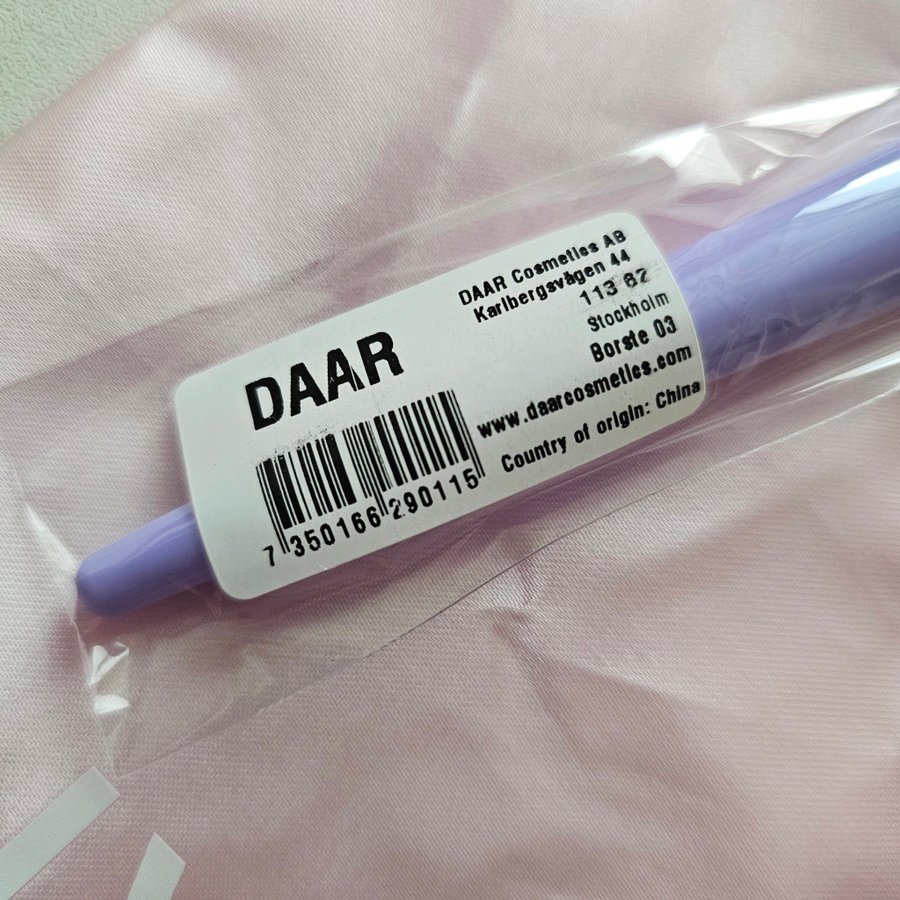 DAAR
7 350166 290115
DAAR Cosmetics AB
Karlbergsvägen 44
113 62
Stockholm
Borste 03
www.daarcosmetics.com
Country of origin: China